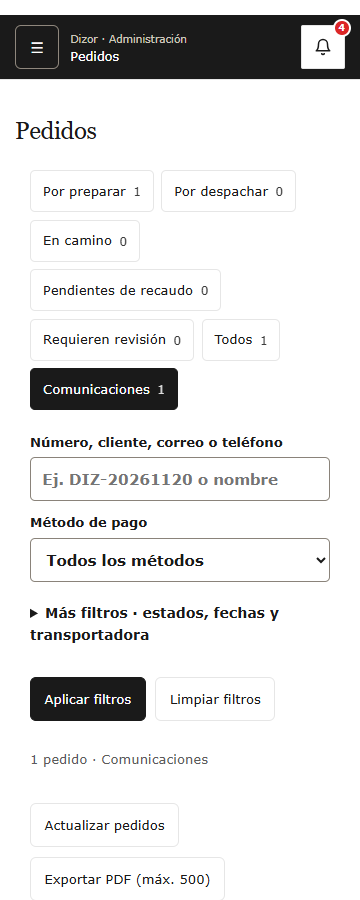 ☰
Dizor · Administración
Pedidos
4
Pedidos
Por preparar 1
Por despachar 0
En camino 0
Pendientes de recaudo 0
Requieren revisión 0
Todos 1
Comunicaciones 1
Número, cliente, correo o teléfono
Ej. DIZ-20261120 o nombre
Método de pago
Todos los métodos
▶ Más filtros · estados, fechas y
transportadora
Aplicar filtros
Limpiar filtros
1 pedido · Comunicaciones
Actualizar pedidos
Exportar PDF (máx. 500)